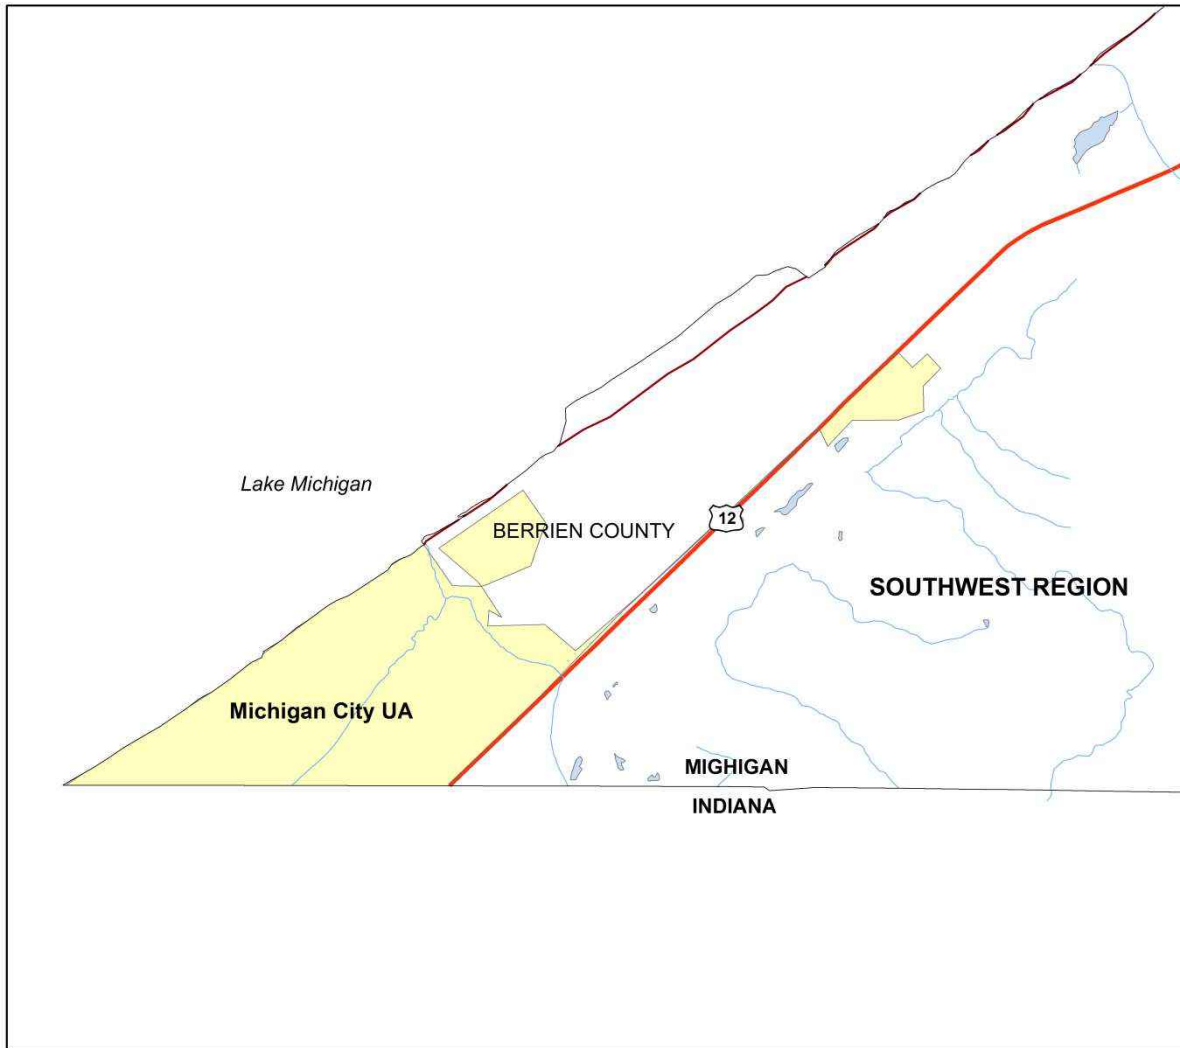 Lake Michigan
BERRIEN COUNTY
12
SOUTHWEST REGION
Michigan City UA
MIGHIGAN
INDIANA